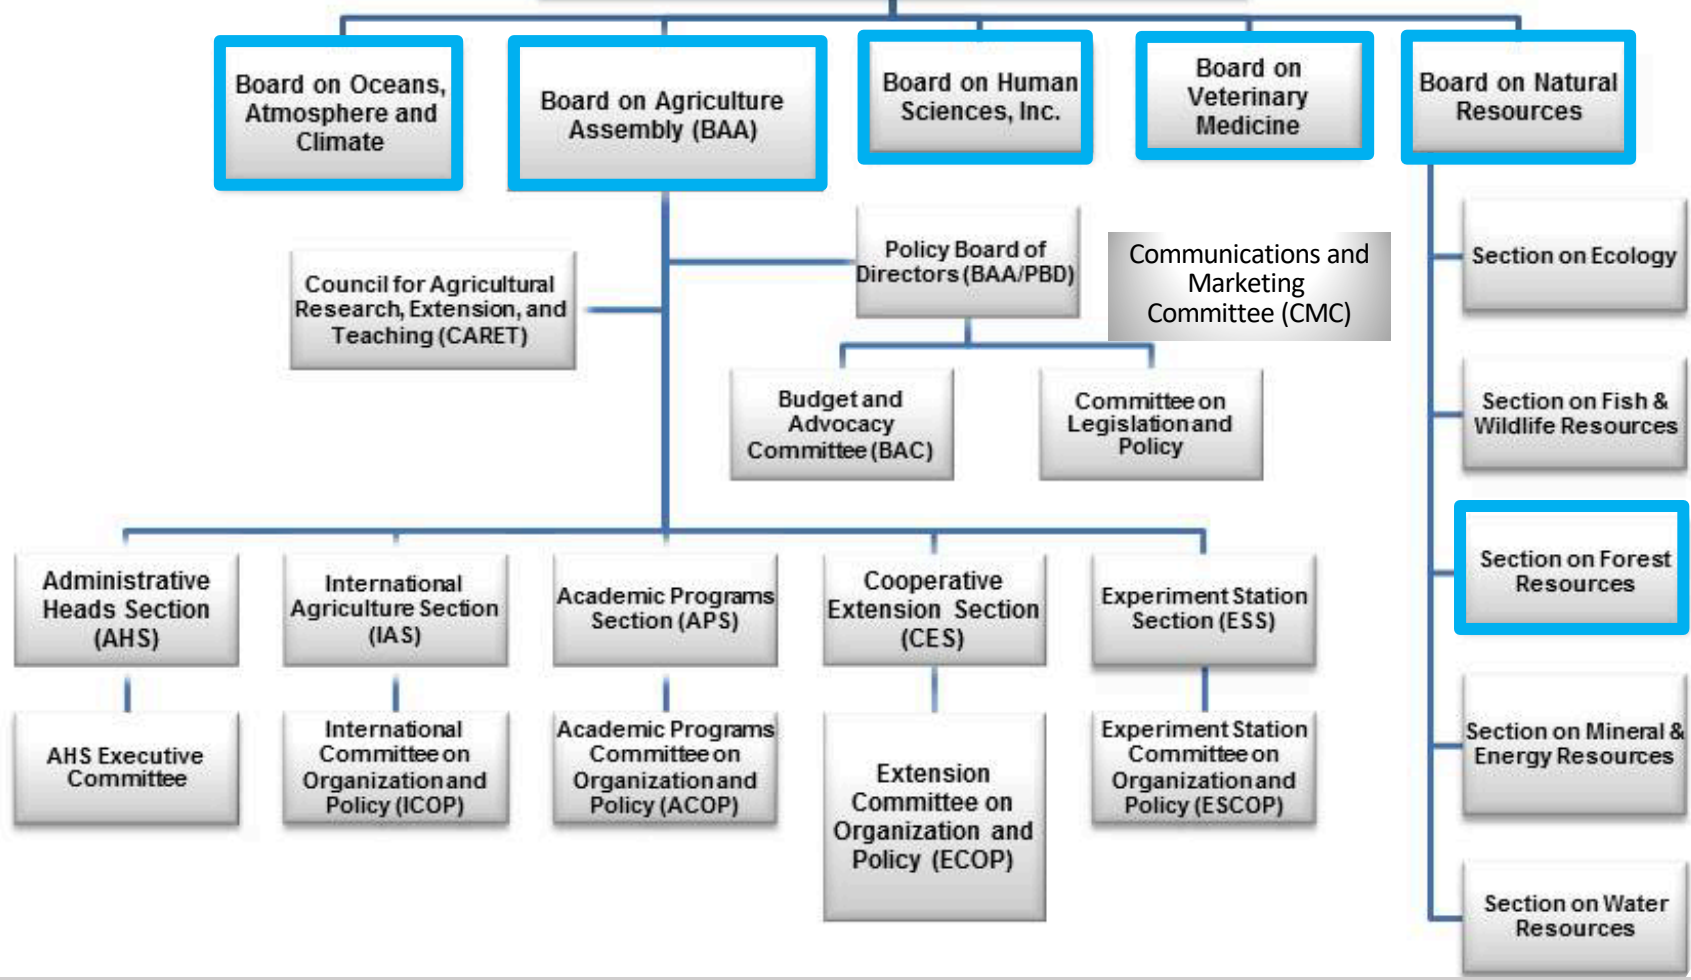 Board on Oceans,
Atmosphere and
Climate
Board on Agriculture
Assembly (BAA)
Board on Human
Sciences, Inc.
Board on
Veterinary
Medicine
Board on Natural
Resources
Council for Agricultural
Research, Extension, and
Teaching (CARET)
Policy Board of
Directors (BAA/PBD)
Communications and
Marketing
Committee (CMC)
Budget and
Advocacy
Committee (BAC)
Committee on
Legislation and
Policy
Section on Ecology
Section on Fish &
Wildlife Resources
Section on Forest
Resources
Section on Mineral &
Energy Resources
Section on Water
Resources
Administrative
Heads Section
(AHS)
International
Agriculture Section
(IAS)
Academic Programs
Section (APS)
Cooperative
Extension Section
(CES)
Experiment Station
Section (ESS)
AHS Executive
Committee
International
Committee on
Organization and
Policy (ICOP)
Academic Programs
Committee on
Organization and
Policy (ACOP)
Extension
Committee on
Organization and
Policy (ECOP)
Experiment Station
Committee on
Organization and
Policy (ESCOP)